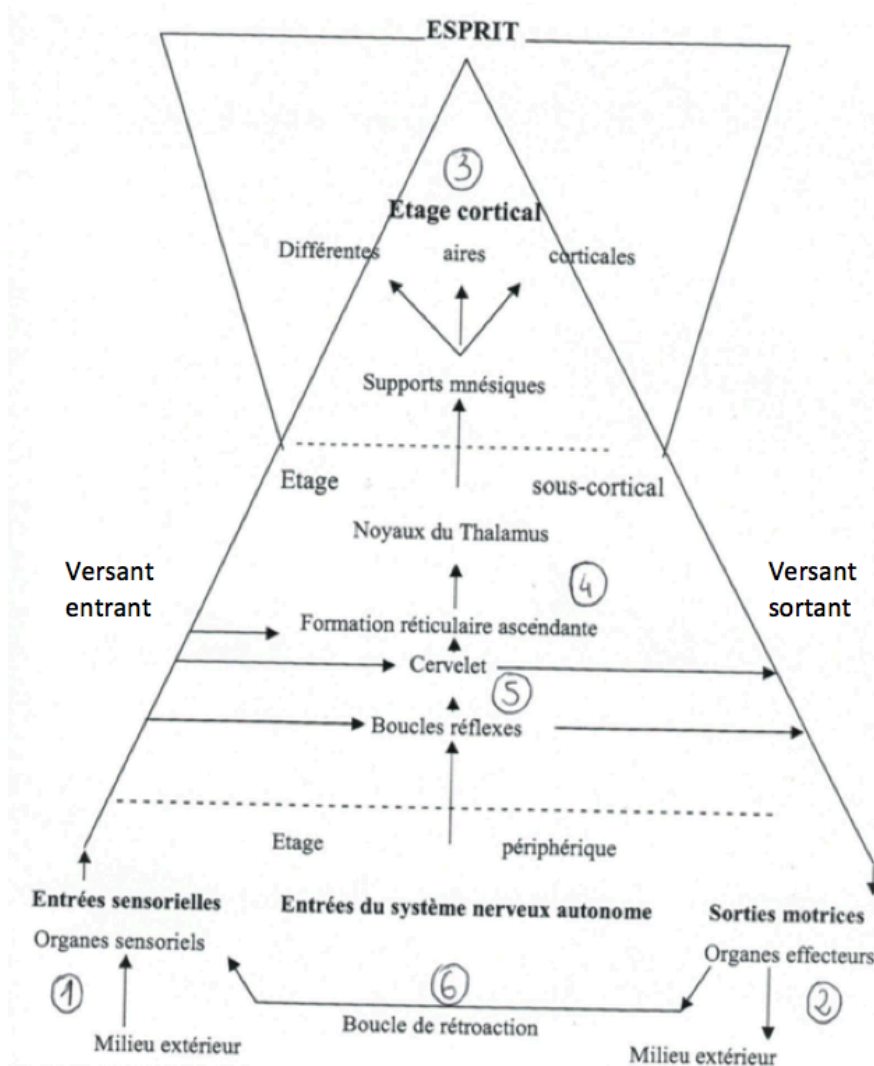 ESPRIT
3
Etage cortical
Différentes aires corticales
Supports mnésiques
Etage sous-cortical
Noyaux du Thalamus
Versant entrant
Versant sortant
4
Formation réticulaire ascendante
Cervelet
5
Boucles réflexes
Etage périphérique
Entrées sensorielles Entrées du système nerveux autonome Sorties motrices
Organes sensoriels Organes effecteurs
1 6 2
Boucle de rétroaction
Milieu extérieur Milieu extérieur